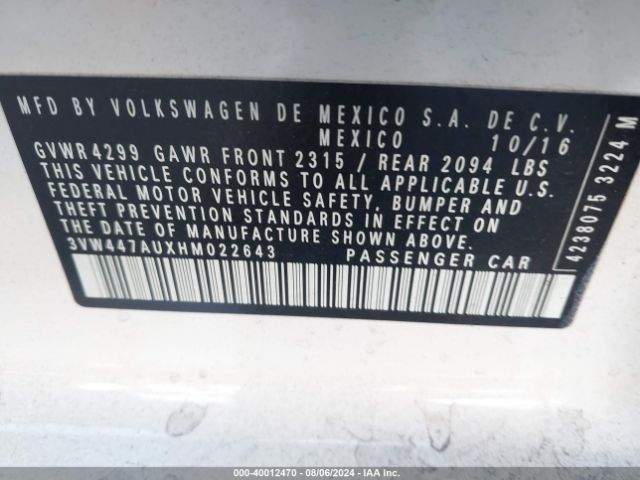 MFD BY VOLKSWAGEN DE MEXICO S.A. DE C.V.
MEXICO 10/16
GVWR 4299 GAWR FRONT 2315 / REAR 2094 LBS
THIS VEHICLE CONFORMS TO ALL APPLICABLE U.S.
FEDERAL MOTOR VEHICLE SAFETY, BUMPER AND
THEFT PREVENTION STANDARDS IN EFFECT ON
THE DATE OF MANUFACTURE SHOWN ABOVE.
3VW447AUXHM022643 PASSENGER CAR
4238075 3224 M
000-40012470 - 08/06/2024 - IAA Inc.